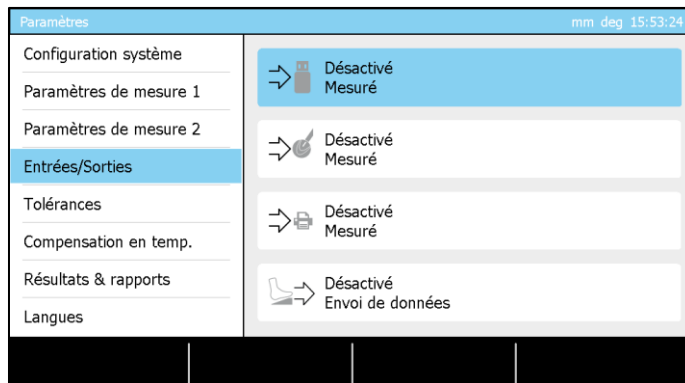 Paramètres mm deg 15:53:24
Configuration système
Paramètres de mesure 1
Paramètres de mesure 2
Entrées/Sorties
Tolérances
Compensation en temp.
Résultats & rapports
Langues
Désactivé
Mesuré
Désactivé
Mesuré
Désactivé
Mesuré
Désactivé
Envoi de données